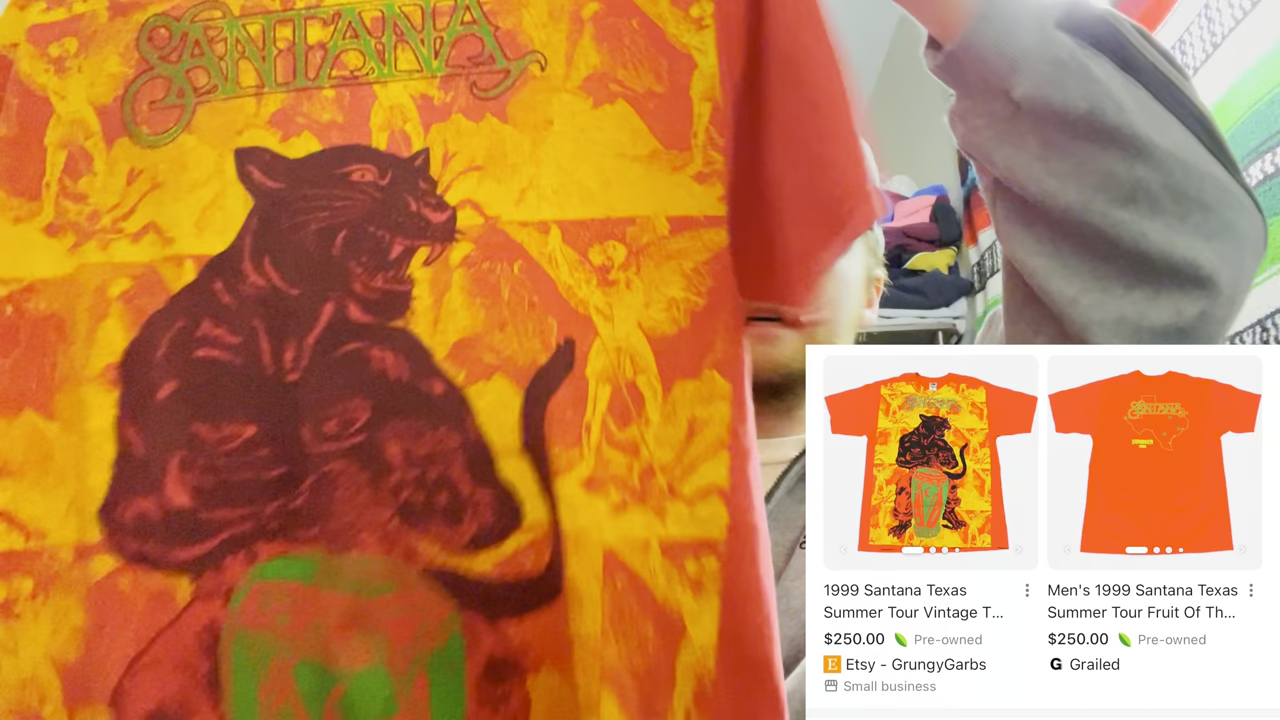 SANTANA
1999 Santana Texas
Summer Tour Vintage T...
$250.00 Pre-owned
E Etsy - GrungyGarbs
Small business
SANTANA
Men's 1999 Santana Texas
Summer Tour Fruit Of Th...
$250.00 Pre-owned
G Grailed